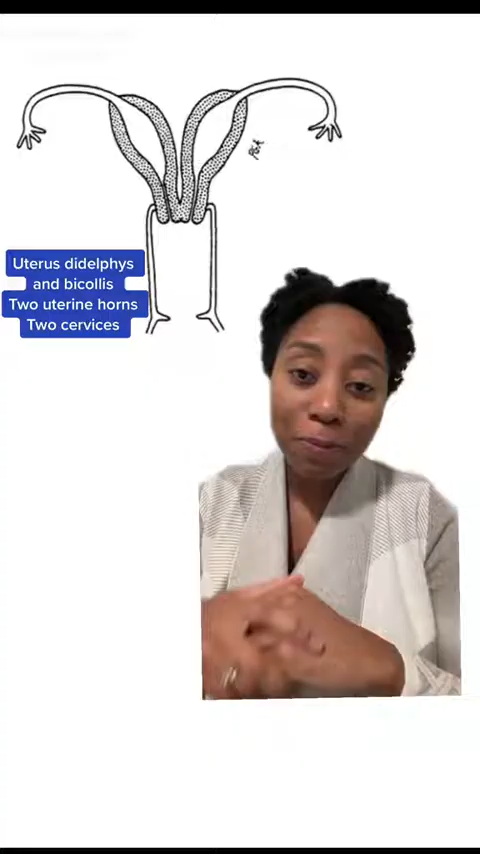 Uterus didelphys
and bicollis
Two uterine horns
Two cervices